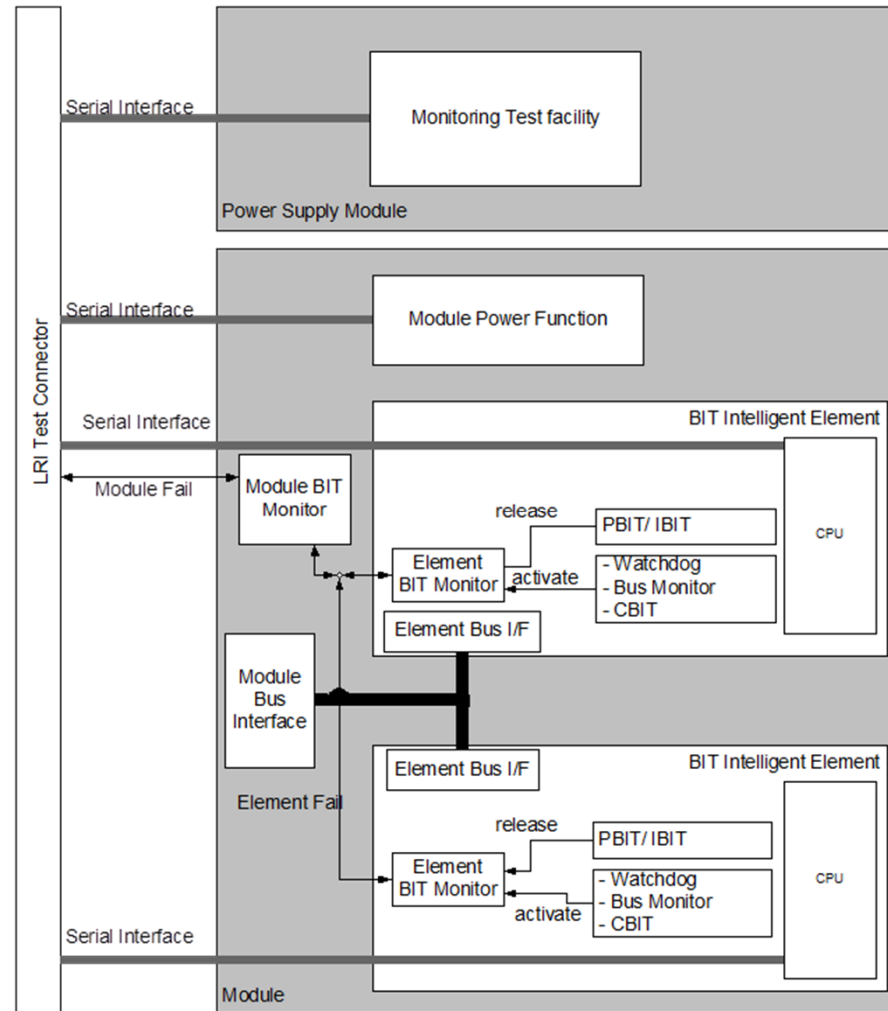 LRI Test Connector
Serial Interface
Monitoring Test facility
Power Supply Module
Serial Interface
Module Power Function
Serial Interface
BIT Intelligent Element
Module Fail
Module BIT
Monitor
release
PBIT/ IBIT
CPU
Element
BIT Monitor
activate
- Watchdog
- Bus Monitor
- CBIT
Element Bus I/F
Module
Bus
Interface
Element Bus I/F
BIT Intelligent Element
Element Fail
release
PBIT/ IBIT
CPU
Element
BIT Monitor
activate
- Watchdog
- Bus Monitor
- CBIT
Serial Interface
Module